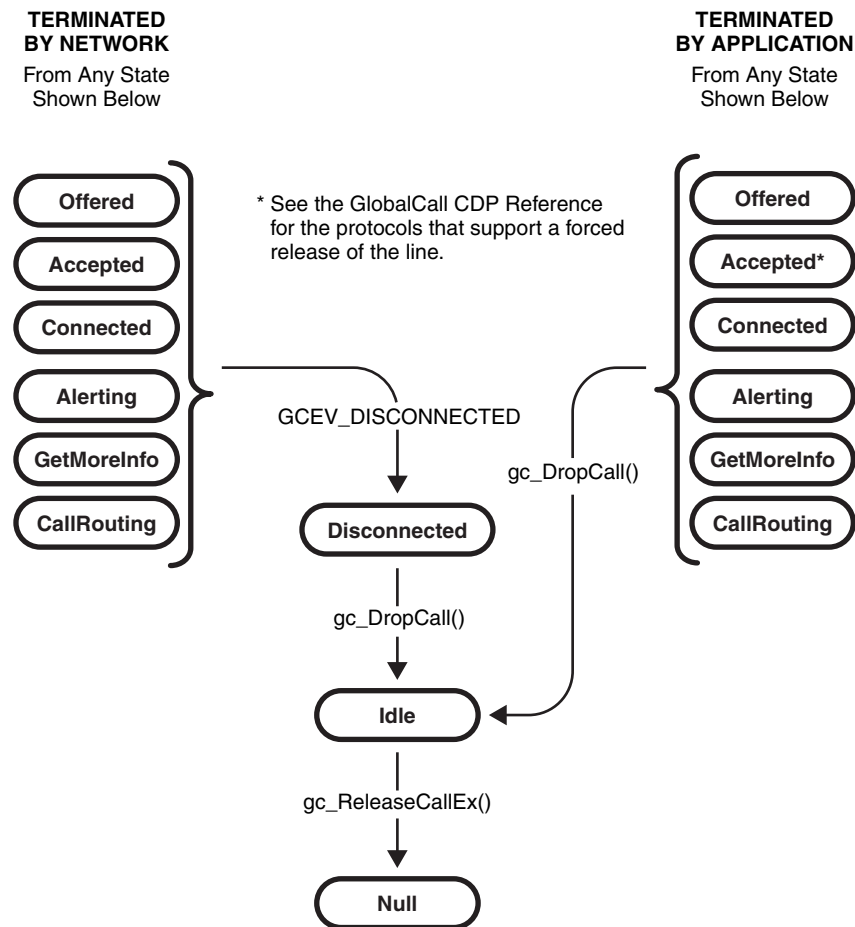 TERMINATED
BY NETWORK
From Any State
Shown Below
TERMINATED
BY APPLICATION
From Any State
Shown Below
Offered
Accepted
Connected
Alerting
GetMoreInfo
CallRouting
* See the GlobalCall CDP Reference
for the protocols that support a forced
release of the line.
Offered
Accepted*
Connected
Alerting
GetMoreInfo
CallRouting
GCEV_DISCONNECTED
gc_DropCall()
Disconnected
gc_DropCall()
Idle
gc_ReleaseCallEx()
Null